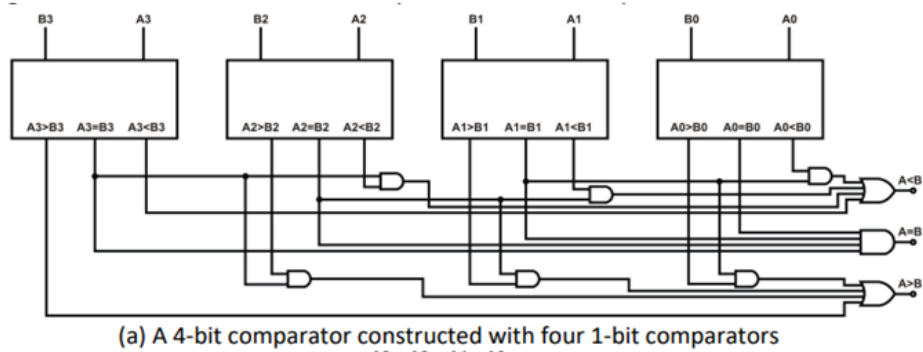 B3 A3 B2 A2 B1 A1 B0 A0
A3>B3 A3=B3 A3<B3 A2>B2 A2=B2 A2<B2 A1>B1 A1=B1 A1<B1 A0>B0 A0=B0 A0<B0
A<B
A=B
A>B
(a) A 4-bit comparator constructed with four 1-bit comparators